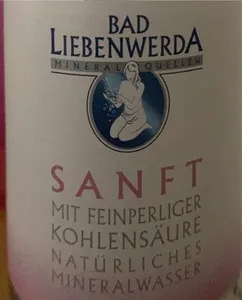 BAD
LIEBENWERDA
MINERALQUELLEN
SANFT
MIT FEINPERLIGER
KOHLENSÄURE
NATÜRLICHES
MINERALWASSER